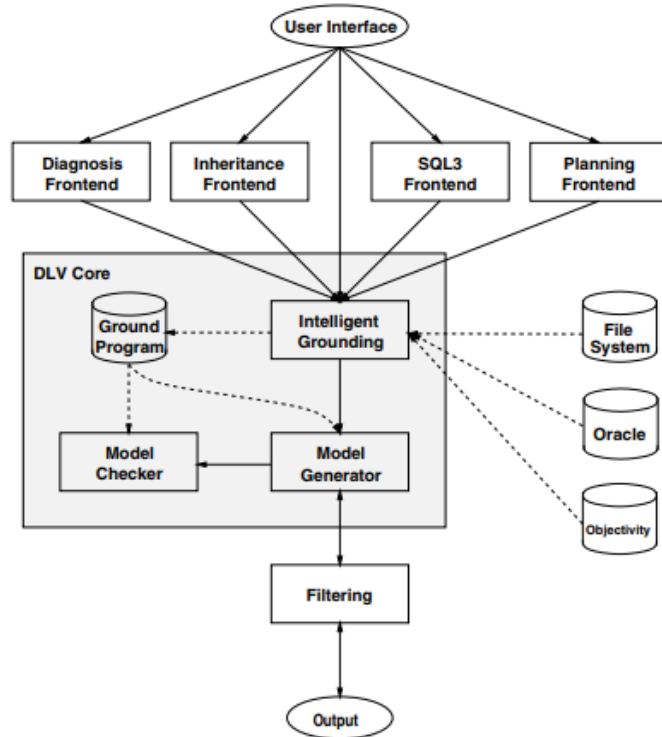 User Interface
Diagnosis
Frontend
Inheritance
Frontend
SQL3
Frontend
Planning
Frontend
DLV Core
Ground
Program
Intelligent
Grounding
File
System
Oracle
Model
Checker
Model
Generator
Objectivity
Filtering
Output